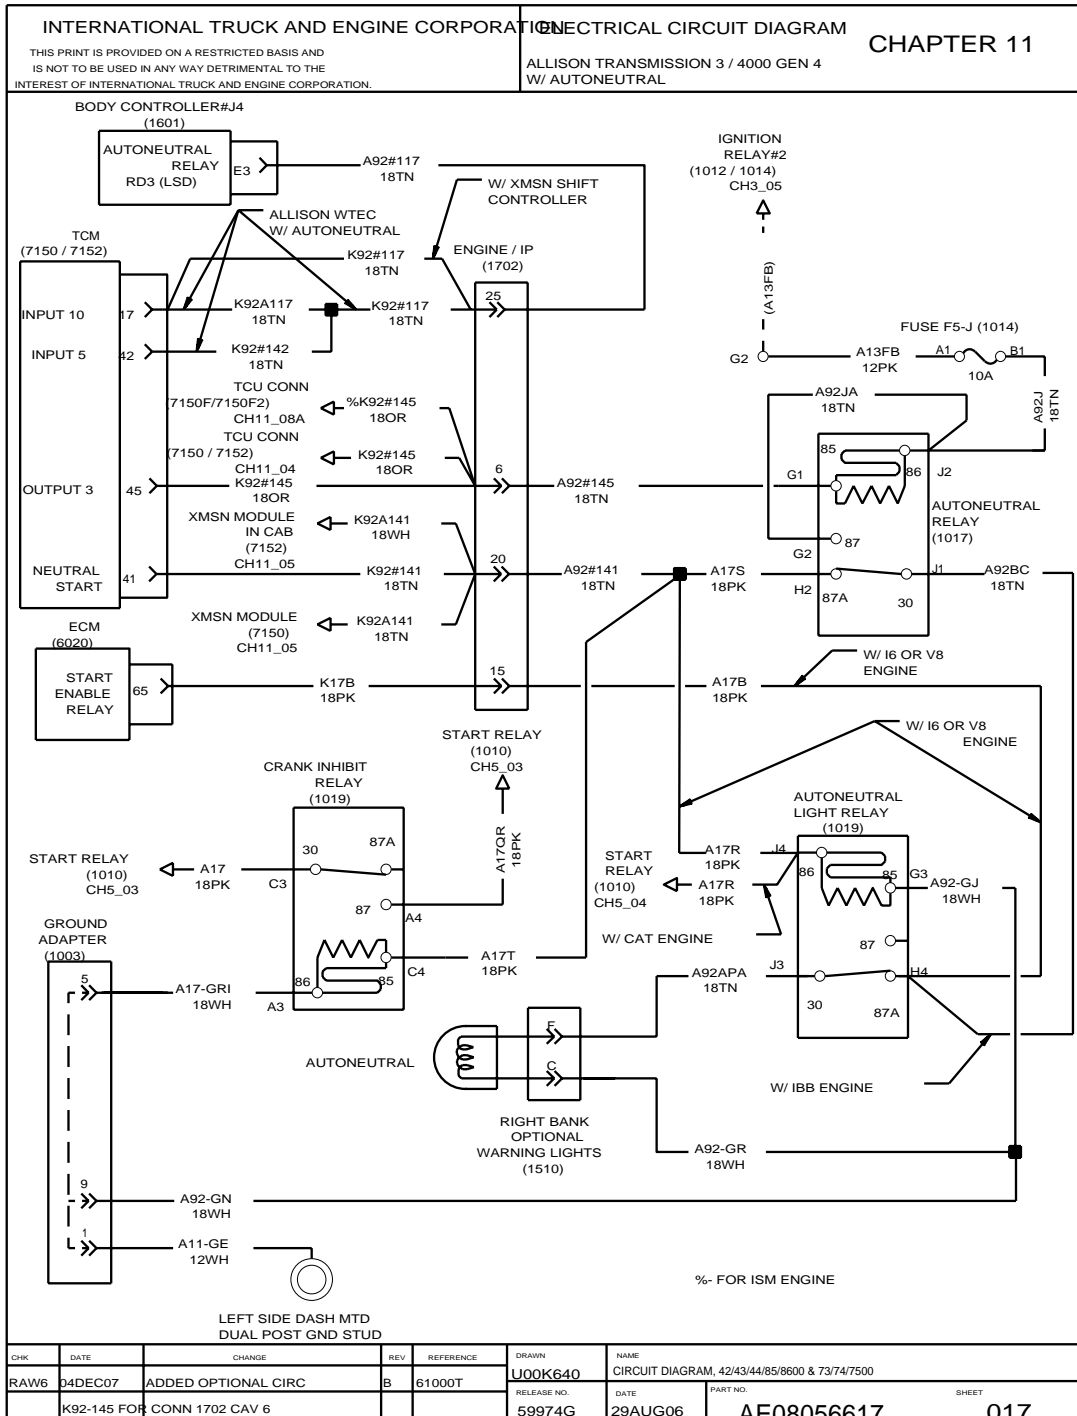 INTERNATIONAL TRUCK AND ENGINE CORPORATION
THIS PRINT IS PROVIDED ON A RESTRICTED BASIS AND
IS NOT TO BE USED IN ANY WAY DETRIMENTAL TO THE
INTEREST OF INTERNATIONAL TRUCK AND ENGINE CORPORATION.
ELECTRICAL CIRCUIT DIAGRAM
ALLISON TRANSMISSION 3 / 4000 GEN 4
W/ AUTONEUTRAL
CHAPTER 11
BODY CONTROLLER#J4
(1601)
AUTONEUTRAL
RELAY
RD3 (LSD)
E3
A92#117
18TN
W/ XMSN SHIFT
CONTROLLER
IGNITION
RELAY#2
(1012 / 1014)
CH3_05
ALLISON WTEC
W/ AUTONEUTRAL
TCM
(7150 / 7152)
K92#117
18TN
ENGINE / IP
(1702)
(A13FB)
INPUT 10
17
K92A117
18TN
K92#117
18TN
25
FUSE F5-J (1014)
INPUT 5
42
K92#142
18TN
G2
A13FB
12PK
A1
B1
10A
TCU CONN
(7150F/7150F2)
CH11_08A
%K92#145
18OR
A92JA
18TN
A92J
18TN
TCU CONN
(7150 / 7152)
CH11_04
K92#145
18OR
85
86
J2
OUTPUT 3
45
K92#145
18OR
6
A92#145
18TN
G1
AUTONEUTRAL
RELAY
(1017)
XMSN MODULE
IN CAB
(7152)
CH11_05
K92A141
18WH
G2
87
NEUTRAL
START
41
K92#141
18TN
20
A92#141
18TN
A17S
18PK
H2
87A
30
J1
A92BC
18TN
XMSN MODULE
(7150)
CH11_05
K92A141
18TN
ECM
(6020)
START
ENABLE
RELAY
65
K17B
18PK
15
A17B
18PK
W/ I6 OR V8
ENGINE
START RELAY
(1010)
CH5_03
W/ I6 OR V8
ENGINE
CRANK INHIBIT
RELAY
(1019)
A17QR
18PK
AUTONEUTRAL
LIGHT RELAY
(1019)
START RELAY
(1010)
CH5_03
A17
18PK
30
87A
C3
87
A4
START
RELAY
(1010)
CH5_04
A17R
18PK
A17R
18PK
J4
86
85
G3
A92-GJ
18WH
GROUND
ADAPTER
(1003)
W/ CAT ENGINE
87
A17T
18PK
C4
85
86
A3
5
A17-GRI
18WH
A92APA
18TN
J3
30
87A
H4
AUTONEUTRAL
F
C
W/ IBB ENGINE
RIGHT BANK
OPTIONAL
WARNING LIGHTS
(1510)
A92-GR
18WH
9
A92-GN
18WH
1
A11-GE
12WH
%- FOR ISM ENGINE
LEFT SIDE DASH MTD
DUAL POST GND STUD
CHK DATE CHANGE REV REFERENCE
RAW6 04DEC07 ADDED OPTIONAL CIRC B 61000T
K92-145 FOR CONN 1702 CAV 6
DRAWN
U00K640
NAME
CIRCUIT DIAGRAM, 42/43/44/85/8600 & 73/74/7500
RELEASE NO.
59974G
DATE
29AUG06
PART NO.
AE08056617
SHEET
017